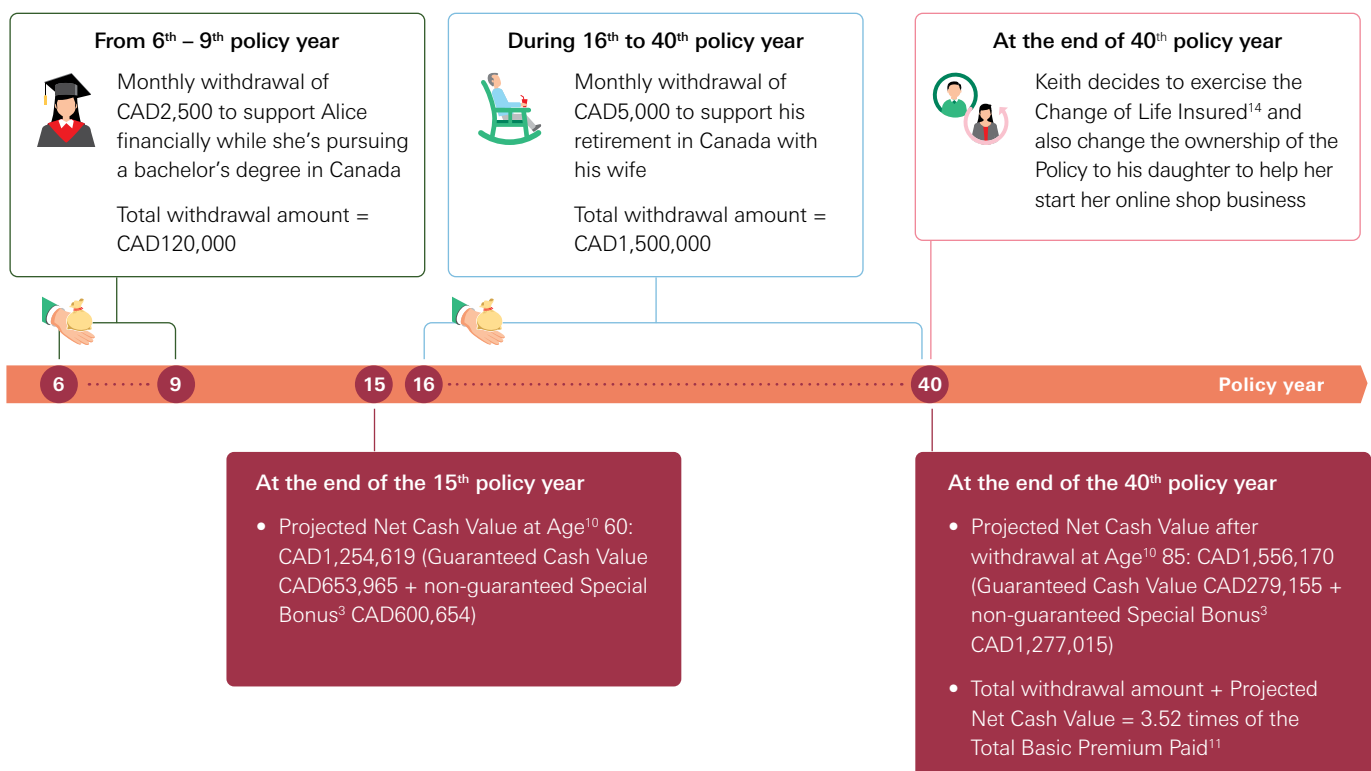 From 6th – 9th policy year
Monthly withdrawal of
CAD2,500 to support Alice
financially while she's pursuing
a bachelor's degree in Canada
Total withdrawal amount =
CAD120,000
During 16th to 40th policy year
Monthly withdrawal of
CAD5,000 to support his
retirement in Canada with
his wife
Total withdrawal amount =
CAD1,500,000
At the end of 40th policy year
Keith decides to exercise the
Change of Life Insured14 and
also change the ownership of the
Policy to his daughter to help her
start her online shop business
6
9
15
16
40
Policy year
At the end of the 15th policy year
• Projected Net Cash Value at Age10 60:
CAD1,254,619 (Guaranteed Cash Value
CAD653,965 + non-guaranteed Special
Bonus3 CAD600,654)
At the end of the 40th policy year
• Projected Net Cash Value after
withdrawal at Age10 85: CAD1,556,170
(Guaranteed Cash Value CAD279,155 +
non-guaranteed Special Bonus3
CAD1,277,015)
• Total withdrawal amount + Projected
Net Cash Value = 3.52 times of the
Total Basic Premium Paid11